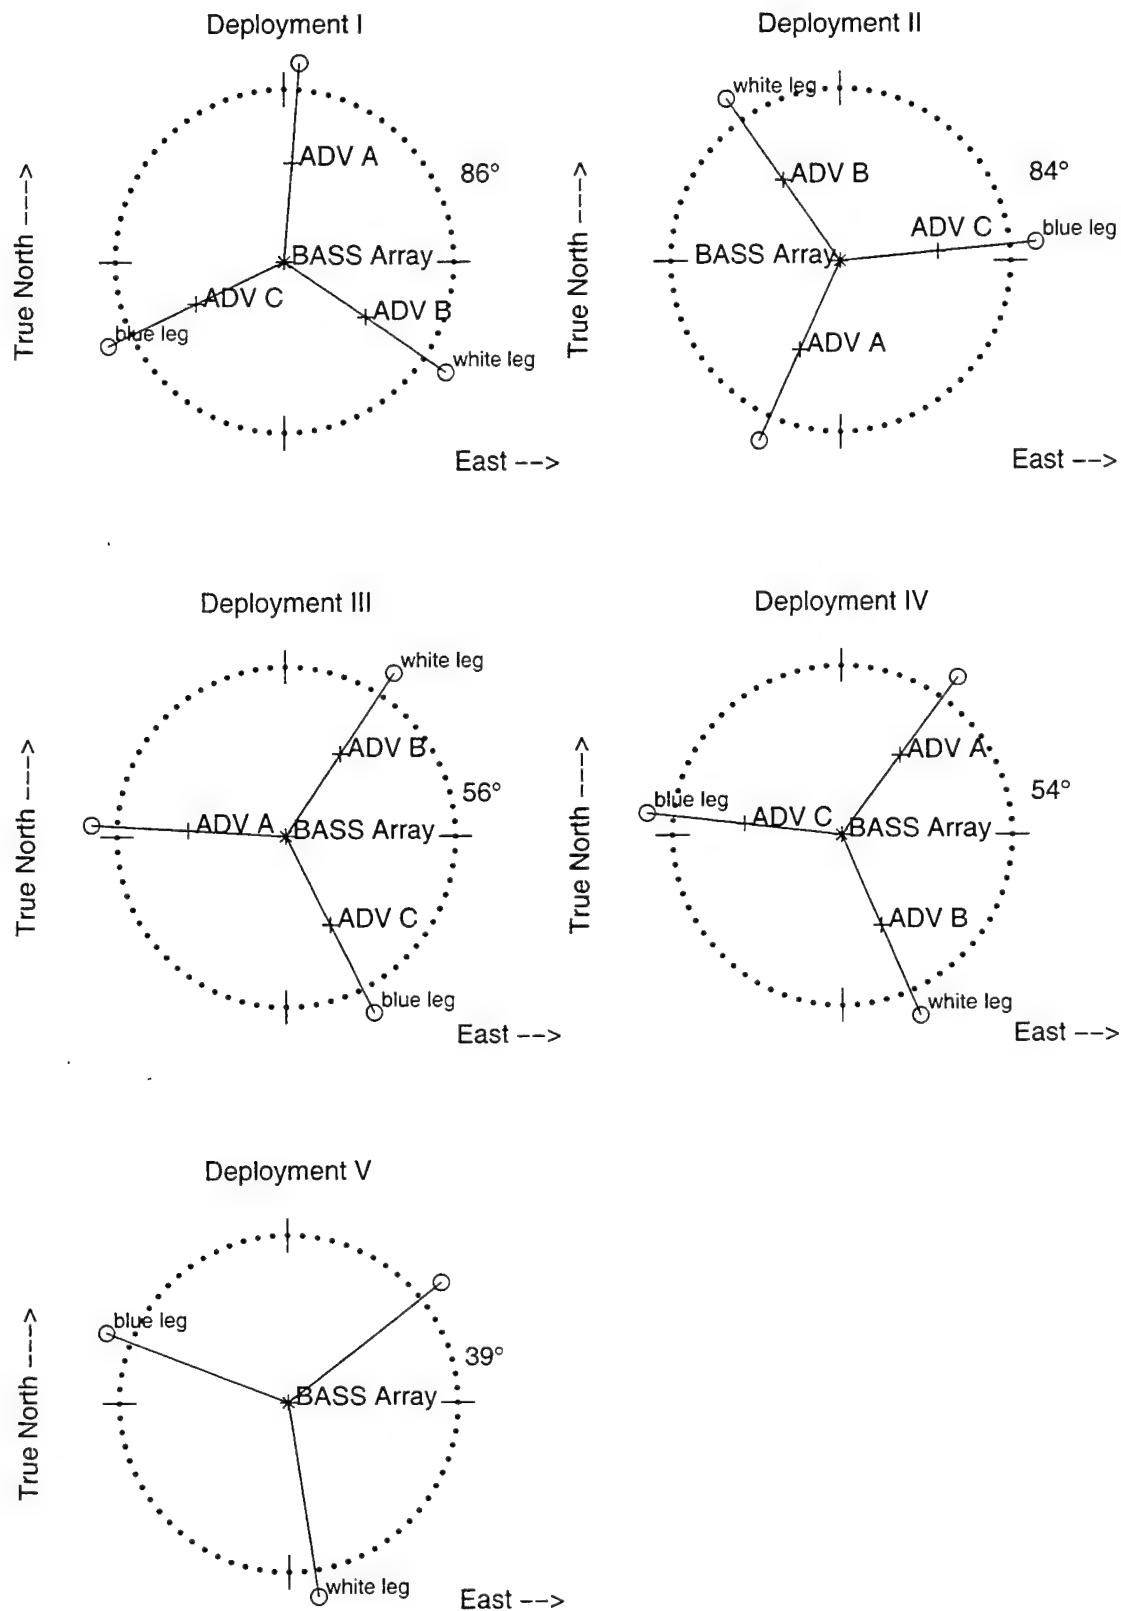 Deployment I
ADV A
86°
True North ---->
BASS Array
ADV C
ADV B
blue leg
white leg
East -->
Deployment II
white leg
ADV B
84°
True North ---->
ADV C
blue leg
BASS Array
ADV A
East -->
Deployment III
white leg
ADV B
56°
True North ---->
ADV A
BASS Array
ADV C
blue leg
East -->
Deployment IV
ADV A
54°
True North ---->
blue leg
ADV C
BASS Array
ADV B
white leg
East -->
Deployment V
blue leg
39°
True North ---->
BASS Array
white leg
East -->